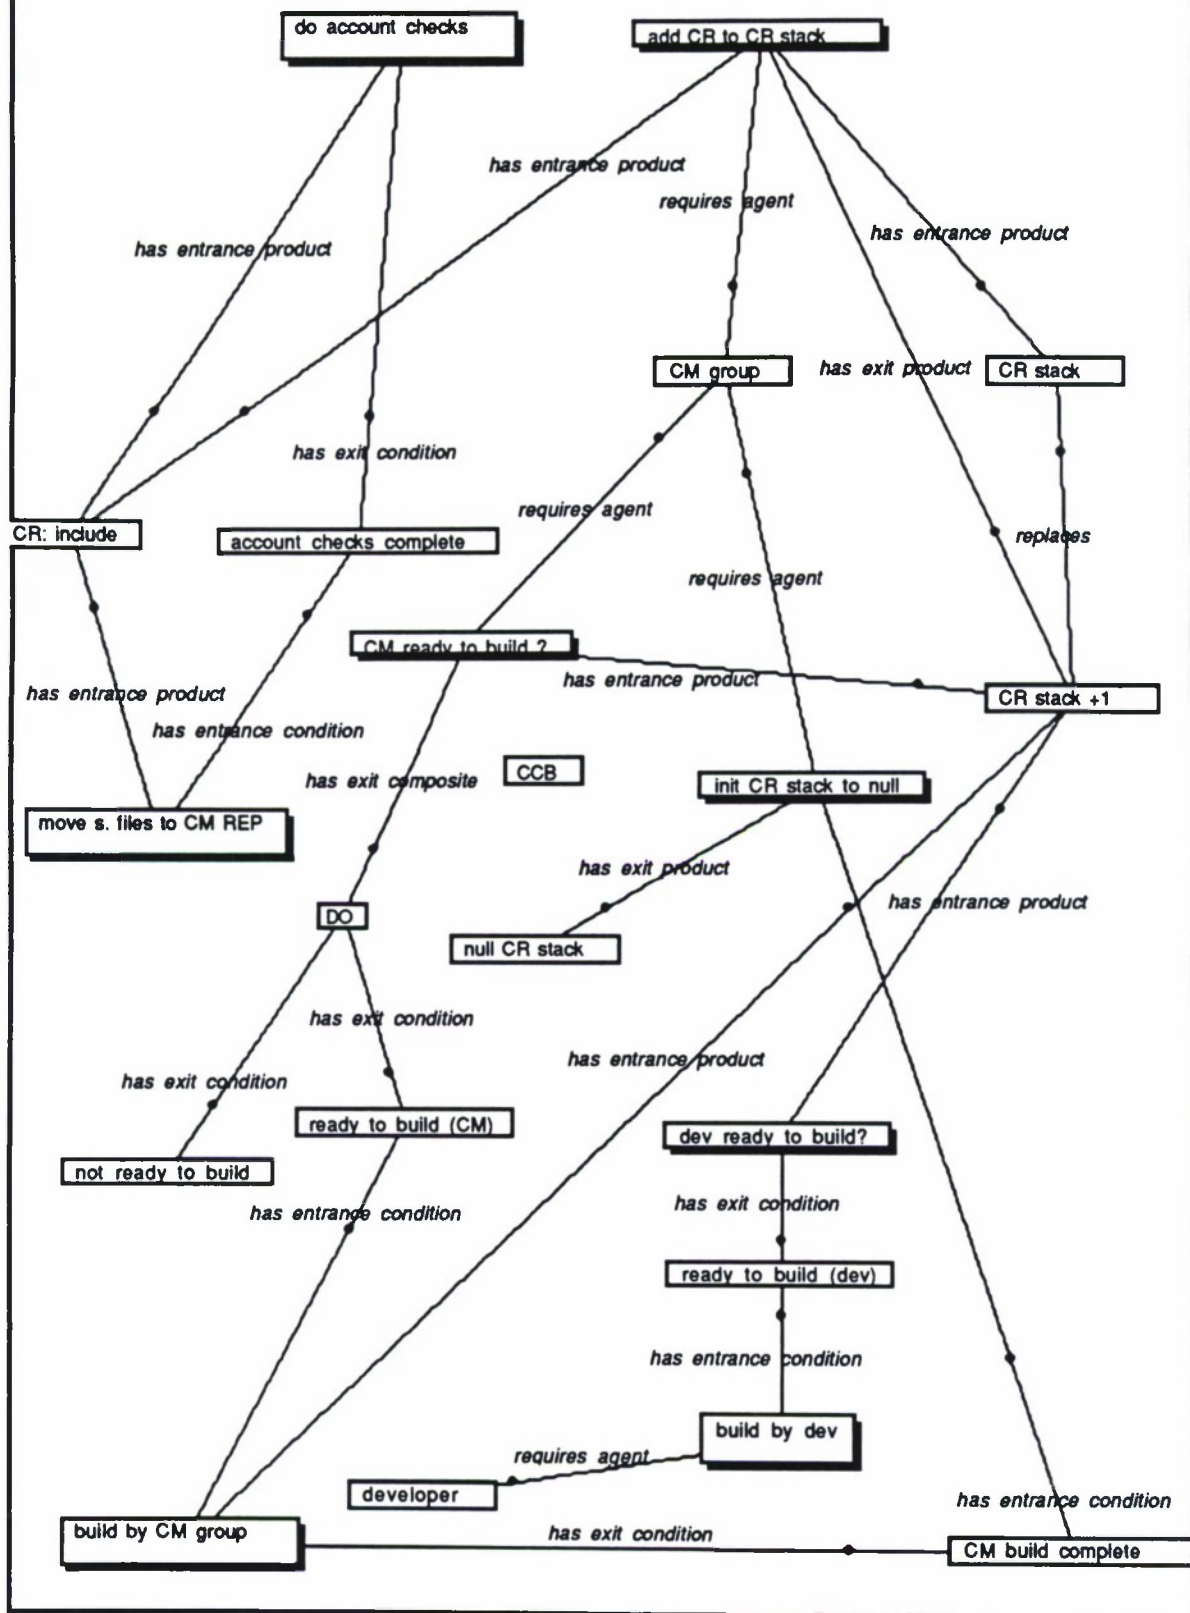 do account checks
add CR to CR stack
has entrance product
requires agent
has entrance product
has entrance product
CM group
has exit product
CR stack
has exit condition
requires agent
CR: include
account checks complete
replaces
requires agent
CM ready to build ?
has entrance product
has entrance product
CR stack +1
has entrance condition
CCB
has exit composite
init CR stack to null
move s. files to CM REP
has exit product
has entrance product
DO
null CR stack
has exit condition
has entrance product
has exit condition
ready to build (CM)
dev ready to build?
not ready to build
has exit condition
has entrance condition
ready to build (dev)
has entrance condition
build by dev
requires agent
developer
has entrance condition
build by CM group
has exit condition
CM build complete